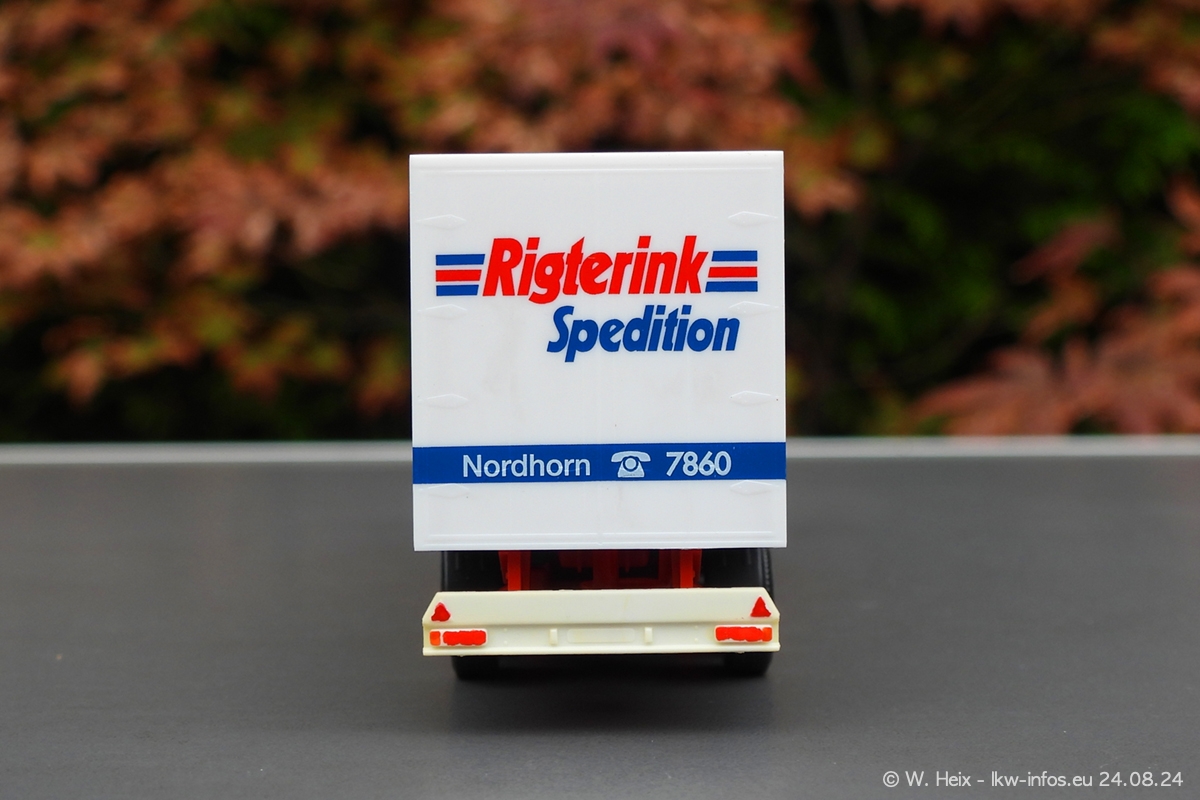 Rigterink
Spedition
Nordhorn ☎ 7860
© W. Heix - lkw-infos.eu 24.08.24